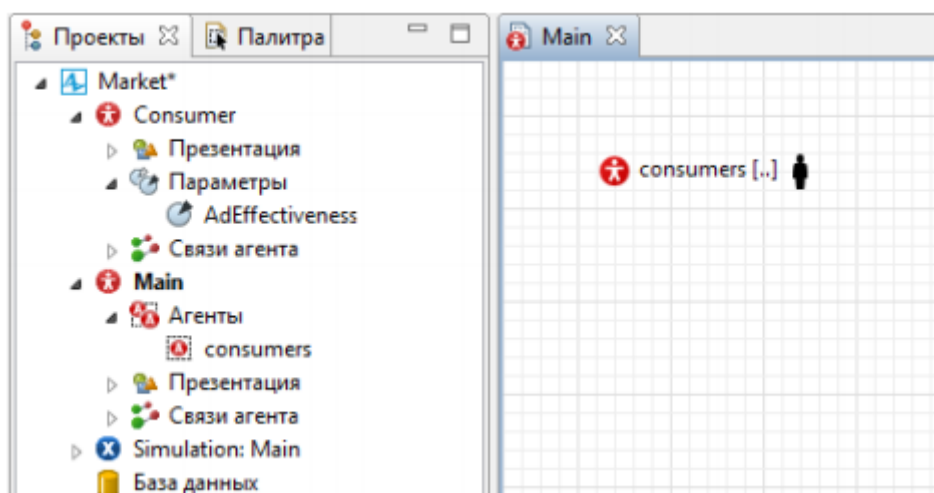 Проекты Палитра Main
Market*
Consumer
Презентация
Параметры
AdEffectiveness
Связи агента
Main
Агенты
consumers
Презентация
Связи агента
Simulation: Main
База данных
consumers [..]